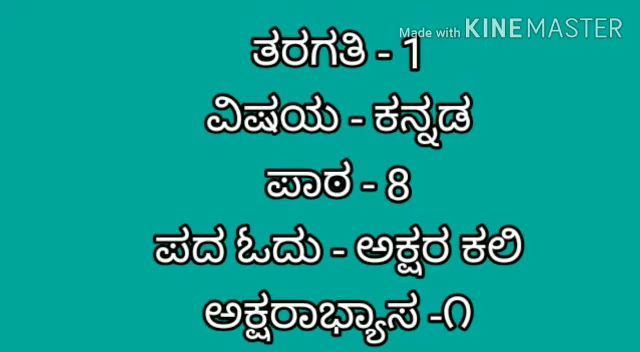 Made with KINEMASTER
ತರಗತಿ - 1
ವಿಷಯ - ಕನ್ನಡ
ಪಾಠ - 8
ಪದ ಓದು - ಅಕ್ಷರ ಕಲಿ
ಅಕ್ಷರಾಭ್ಯಾಸ -೧